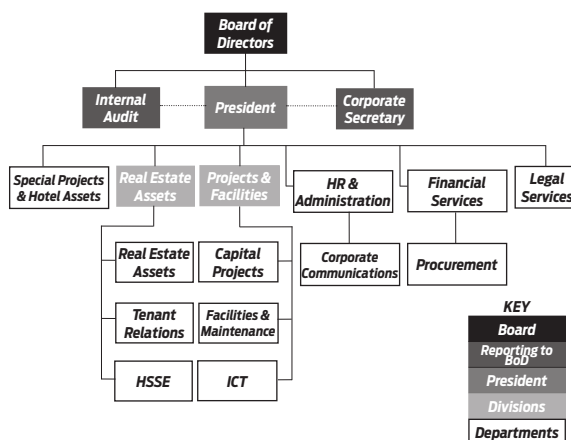 Board of
Directors
Internal
Audit
President
Corporate
Secretary
Special Projects
& Hotel Assets
Real Estate
Assets
Projects &
Facilities
HR &
Administration
Financial
Services
Legal
Services
Real Estate
Assets
Capital
Projects
Corporate
Communications
Procurement
Tenant
Relations
Facilities &
Maintenance
HSSE
ICT
KEY
Board
Reporting to
BoD
President
Divisions
Departments